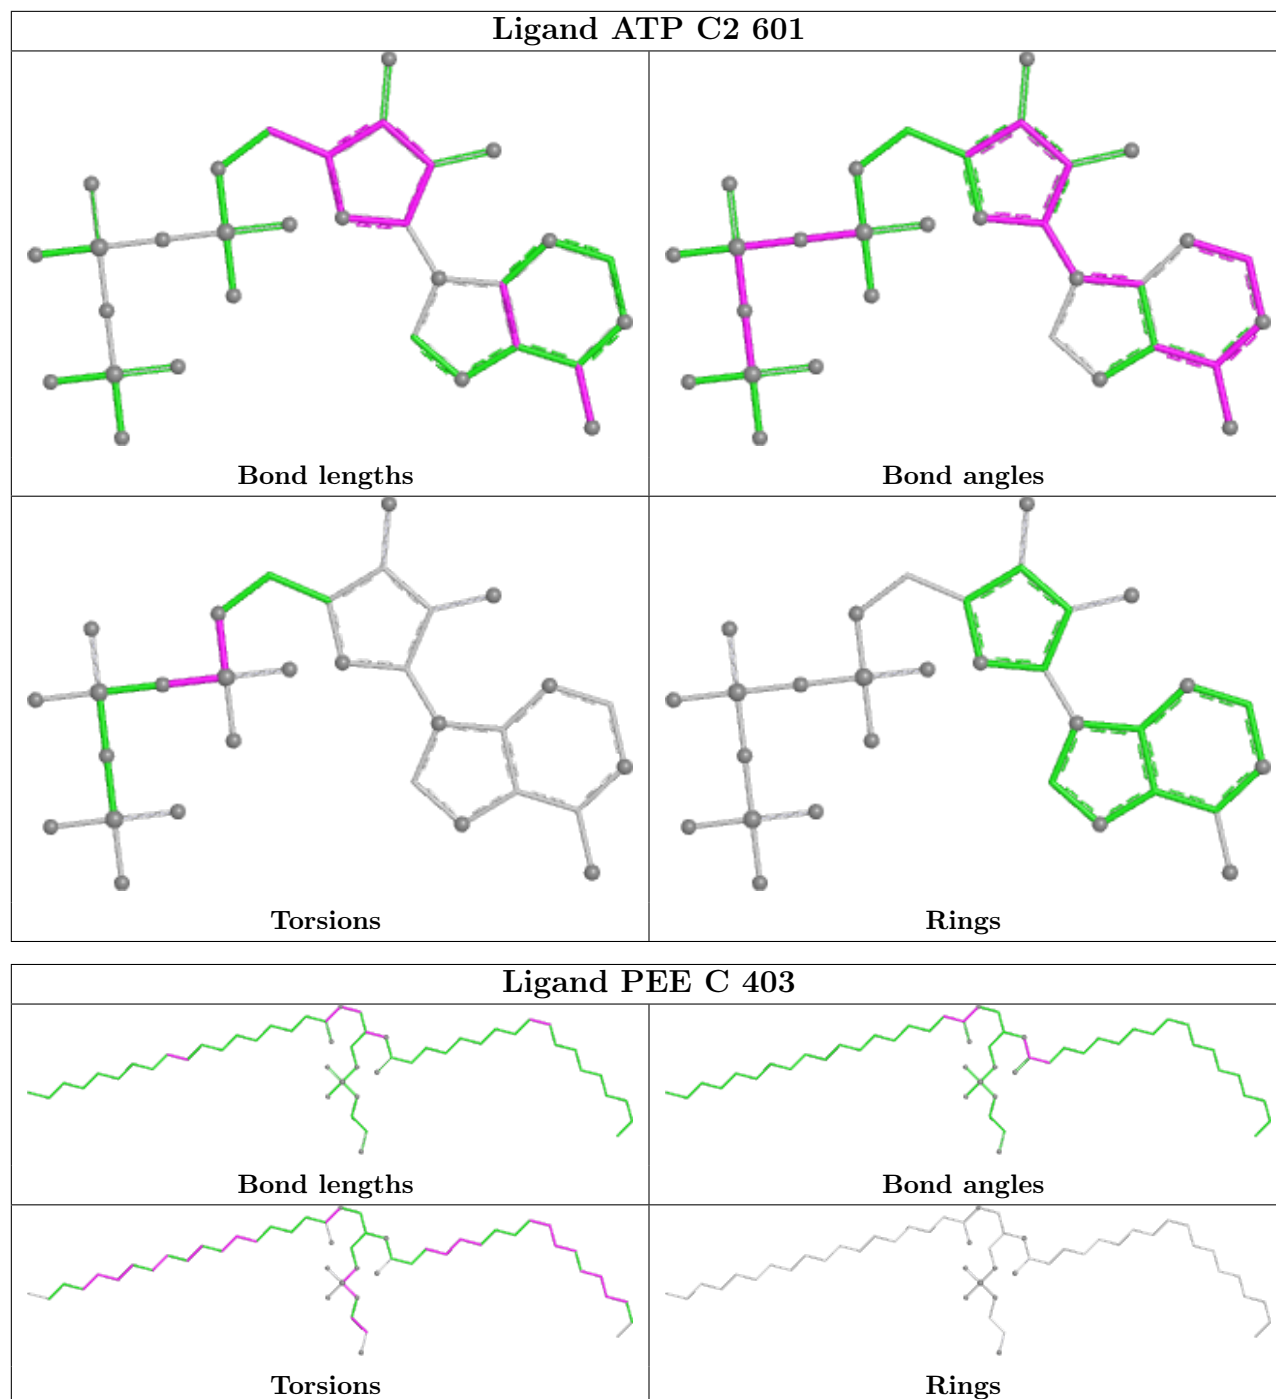 Ligand ATP C2 601
Bond lengths
Bond angles
Torsions
Rings
Ligand PEE C 403
Bond lengths
Bond angles
Torsions
Rings